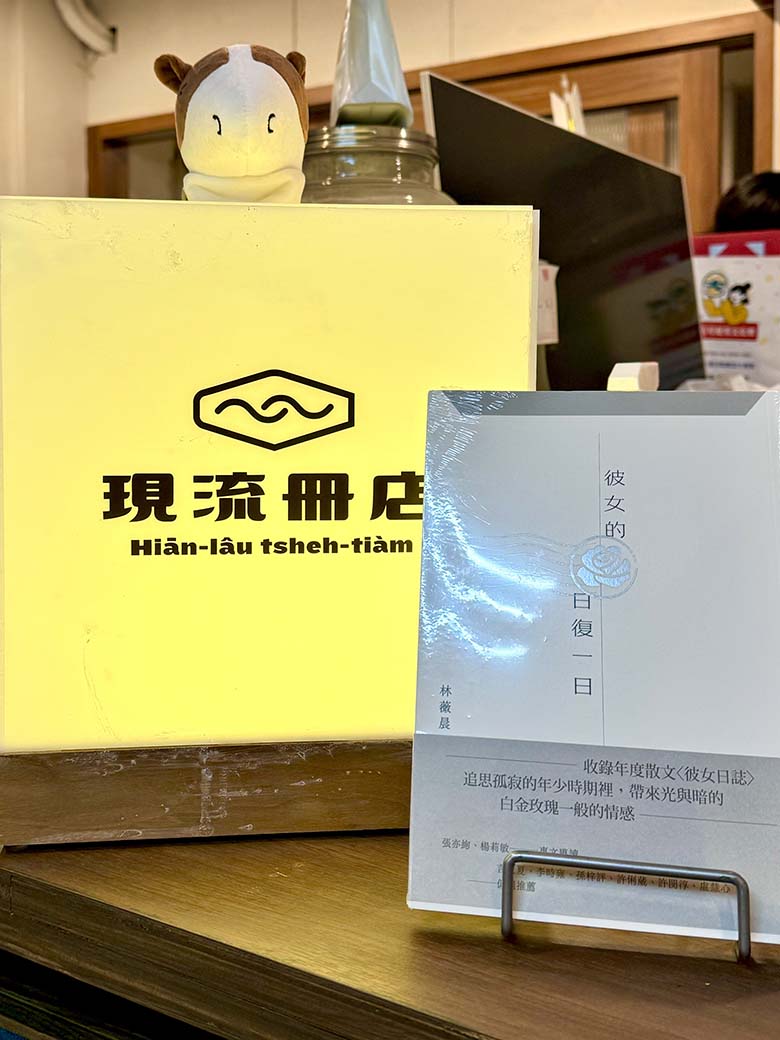 現流冊店
Hiān-lâu tsheh-tiàm
彼女的
日復一日
林薇晨
收錄年度散文〈彼女日誌〉
追思孤寂的年少時期裡，帶來光與暗的
白金玫瑰一般的情感
張亦絢、楊莉敏
李時雍、孫梓評、許俐葳、許閔淳、盧慧心
推薦